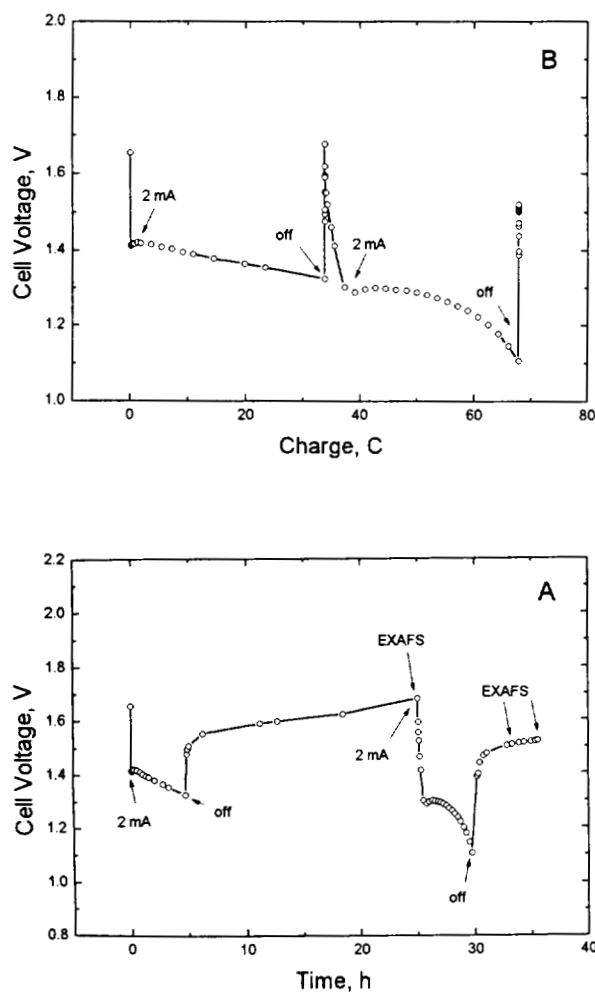 2.0
B
1.8
Cell Voltage, V
1.6
2 mA
off
2 mA
1.4
off
1.2
1.0
0
20
40
60
80
Charge, C
2.2
A
2.0
EXAFS
1.8
Cell Voltage, V
EXAFS
1.6
2 mA
1.4
2 mA
off
1.2
off
1.0
0.8
0
10
20
30
40
Time, h